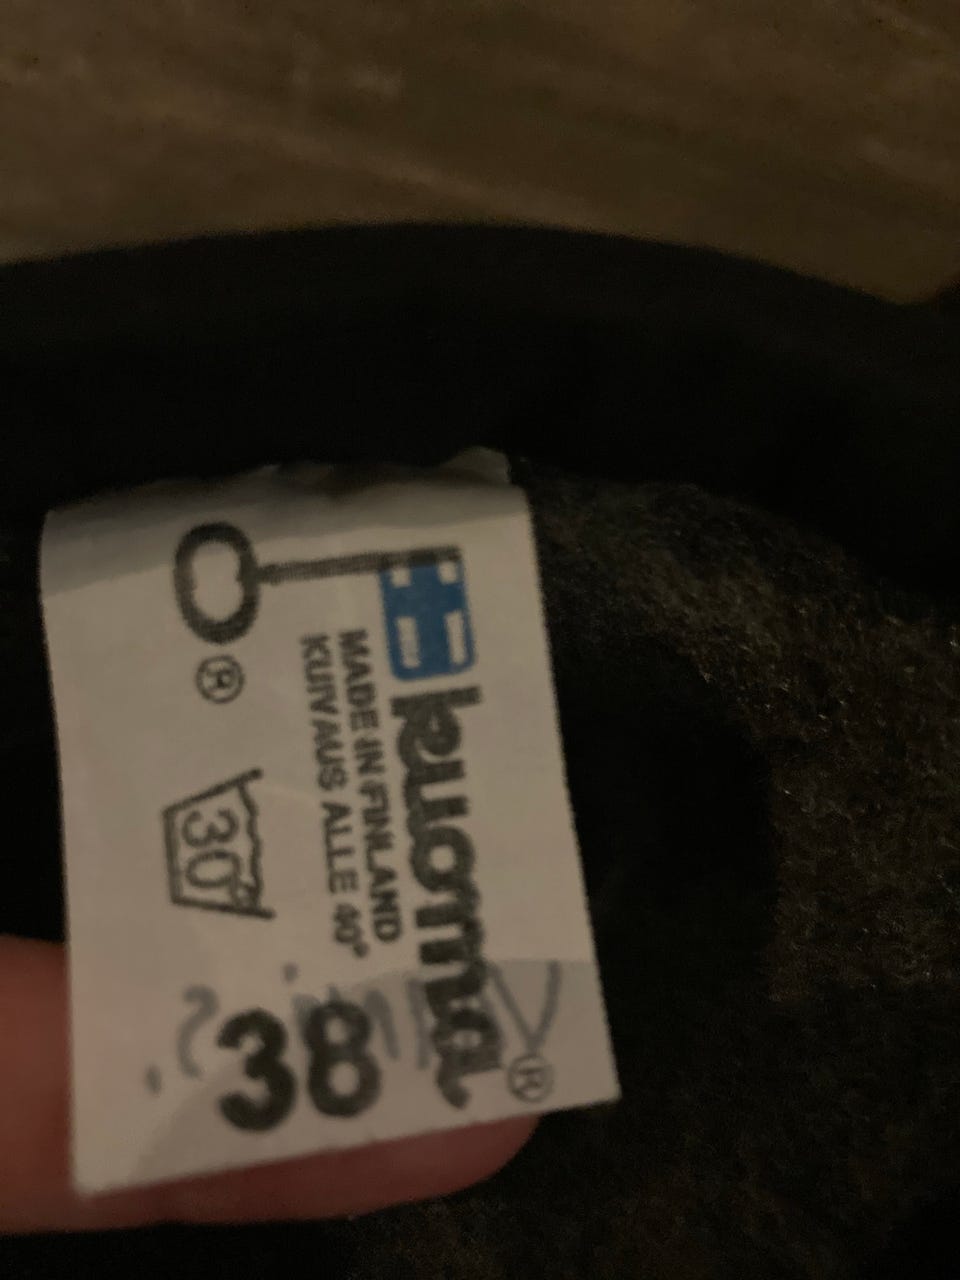 kuoma®
MADE IN FINLAND
KUIVAUS ALLE 40°
®
30°
38